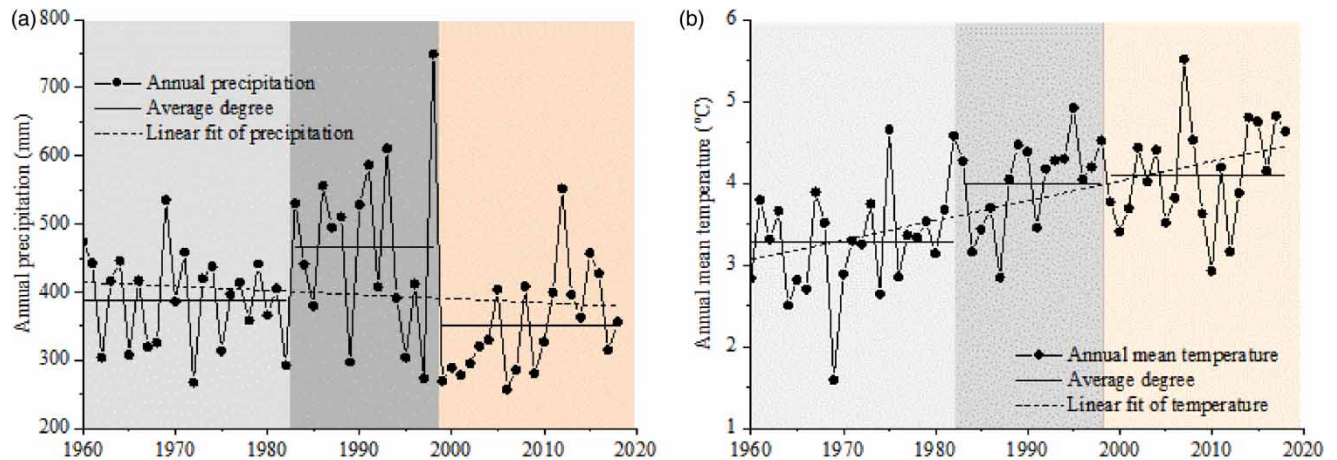 (a)
800
700
600
500
400
300
200
Annual precipitation (mm)
Annual precipitation
Average degree
Linear fit of precipitation
1960 1970 1980 1990 2000 2010 2020
(b)
6
5
4
3
2
1
Annual mean temperature (°C)
Annual mean temperature
Average degree
Linear fit of temperature
1960 1970 1980 1990 2000 2010 2020